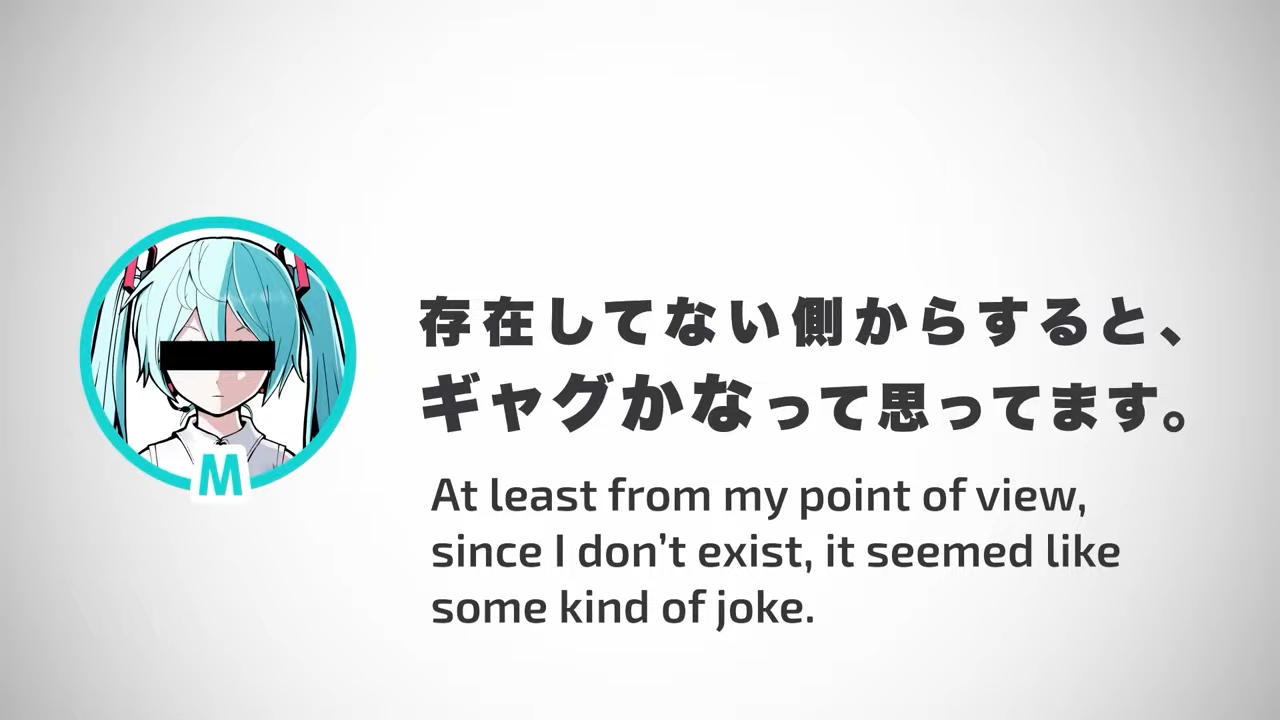 存在してない側からすると、
ギャグかなって思ってます。
At least from my point of view,
since I don't exist, it seemed like
some kind of joke.
M